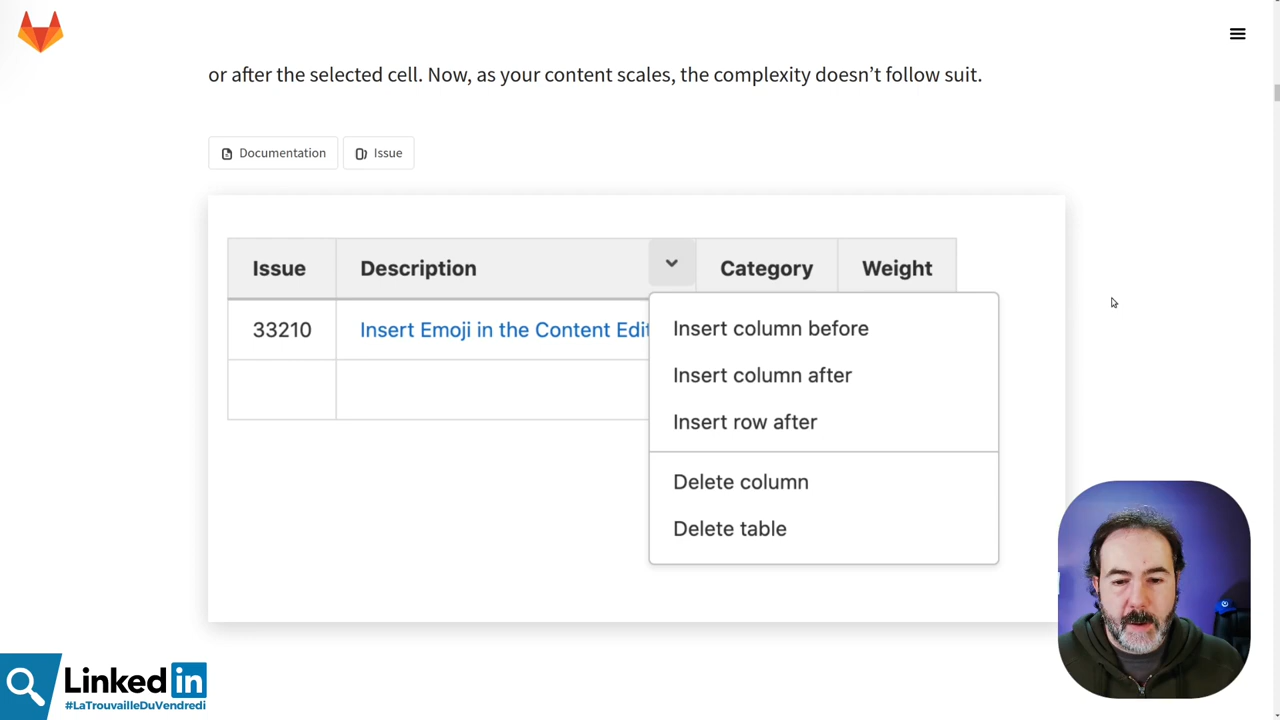 or after the selected cell. Now, as your content scales, the complexity doesn’t follow suit.
Documentation Issue
Issue Description Category Weight
33210 Insert Emoji in the Content Edit
Insert column before
Insert column after
Insert row after
Delete column
Delete table
Linked in
#LaTrouvailleDuVendredi